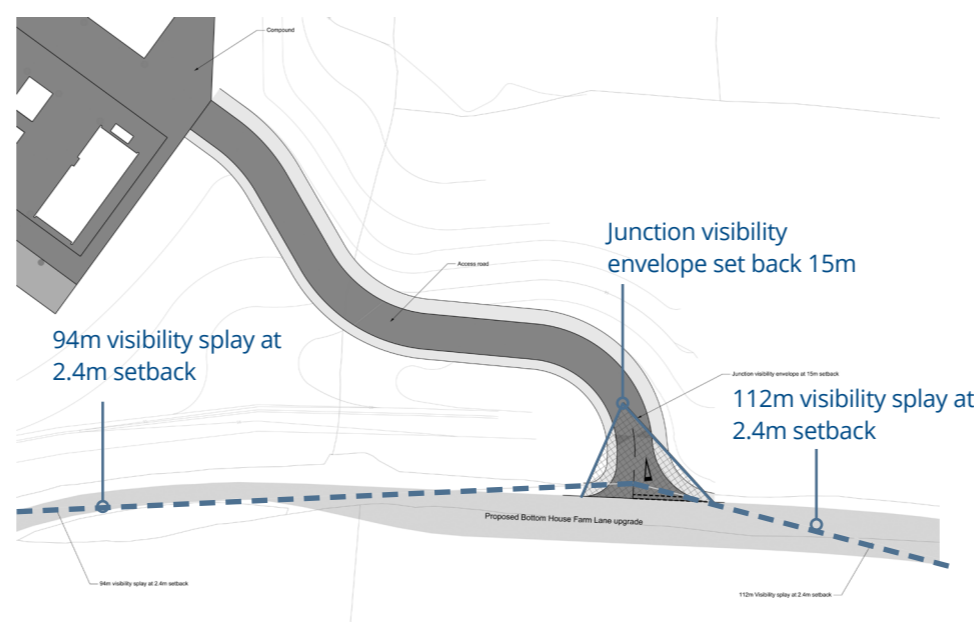 Compound
Junction visibility
envelope set back 15m
Access road
94m visibility splay at
2.4m setback
Junction visibility envelope at 15m setback
112m visibility splay at
2.4m setback
Proposed Bottom House Farm Lane upgrade
94m visibility splay at 2.4m setback
112m Visibility splay at 2.4m setback